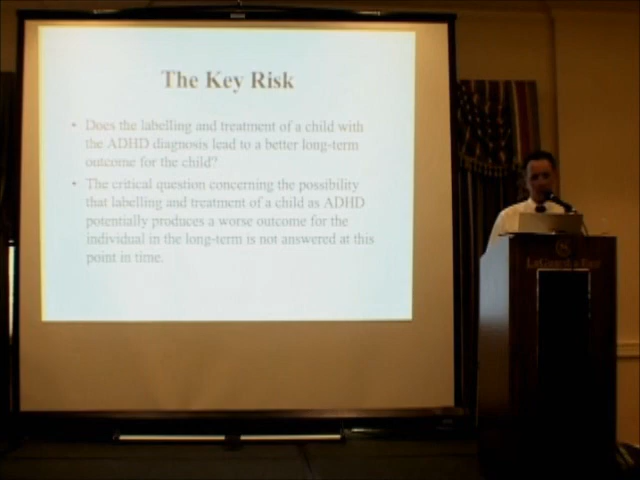 The Key Risk
• Does the labelling and treatment of a child with
the ADHD diagnosis lead to a better long-term
outcome for the child?
• The critical question concerning the possibility
that labelling and treatment of a child as ADHD
potentially produces a worse outcome for the
individual in the long-term is not answered at this
point in time.